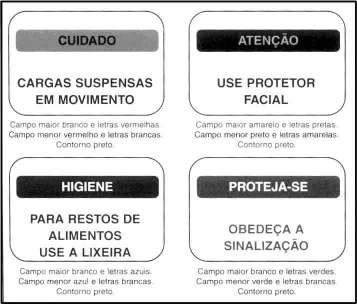 CUIDADO
CARGAS SUSPENSAS
EM MOVIMENTO
Campo maior branco e letras vermelhas.
Campo menor vermelho e letras brancas.
Contorno preto.
ATENÇÃO
USE PROTETOR
FACIAL
Campo maior amarelo e letras pretas.
Campo menor preto e letras amarelas.
Contorno preto.
HIGIENE
PARA RESTOS DE
ALIMENTOS
USE A LIXEIRA
Campo maior branco e letras azuis.
Campo menor azul e letras brancas.
Contorno preto.
PROTEJA-SE
OBEDEÇA A
SINALIZAÇÃO
Campo maior branco e letras verdes.
Campo menor verde e letras brancas.
Contorno preto.